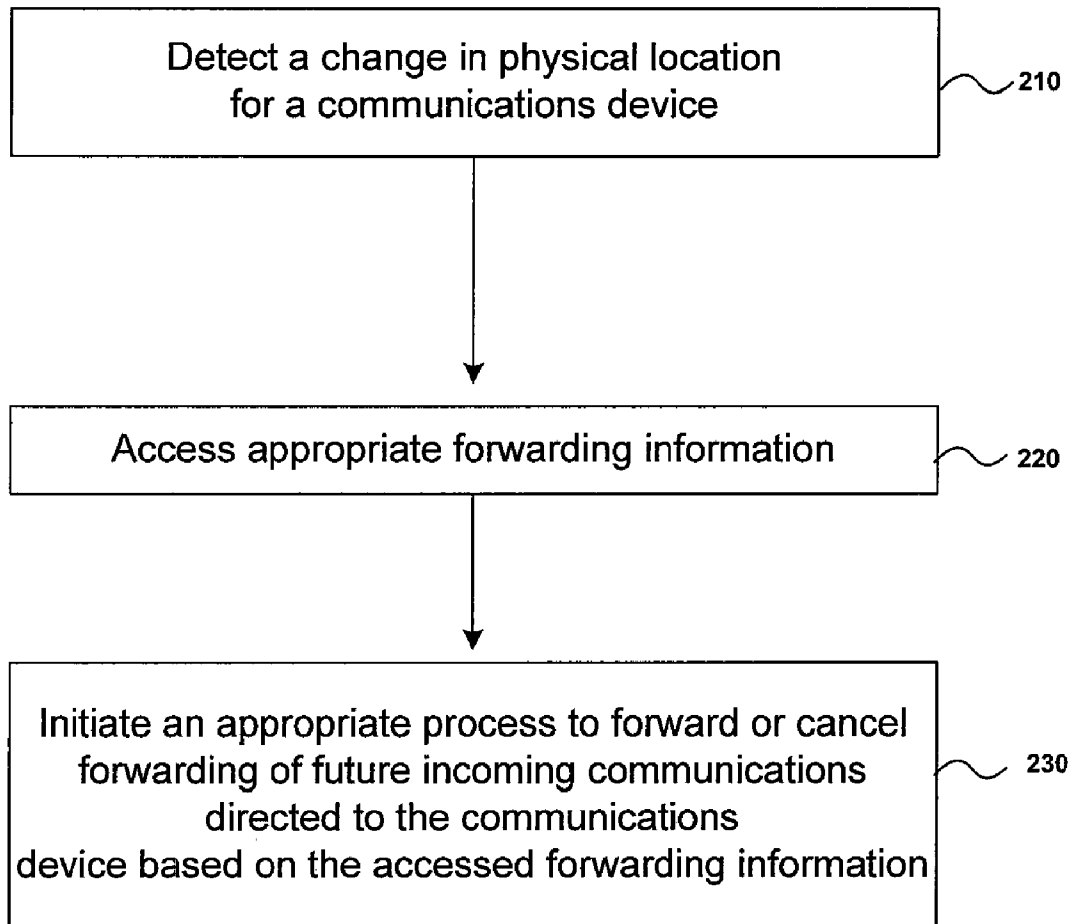 Detect a change in physical location
for a communications device
210
Access appropriate forwarding information
220
Initiate an appropriate process to forward or cancel
forwarding of future incoming communications
directed to the communications
device based on the accessed forwarding information
230